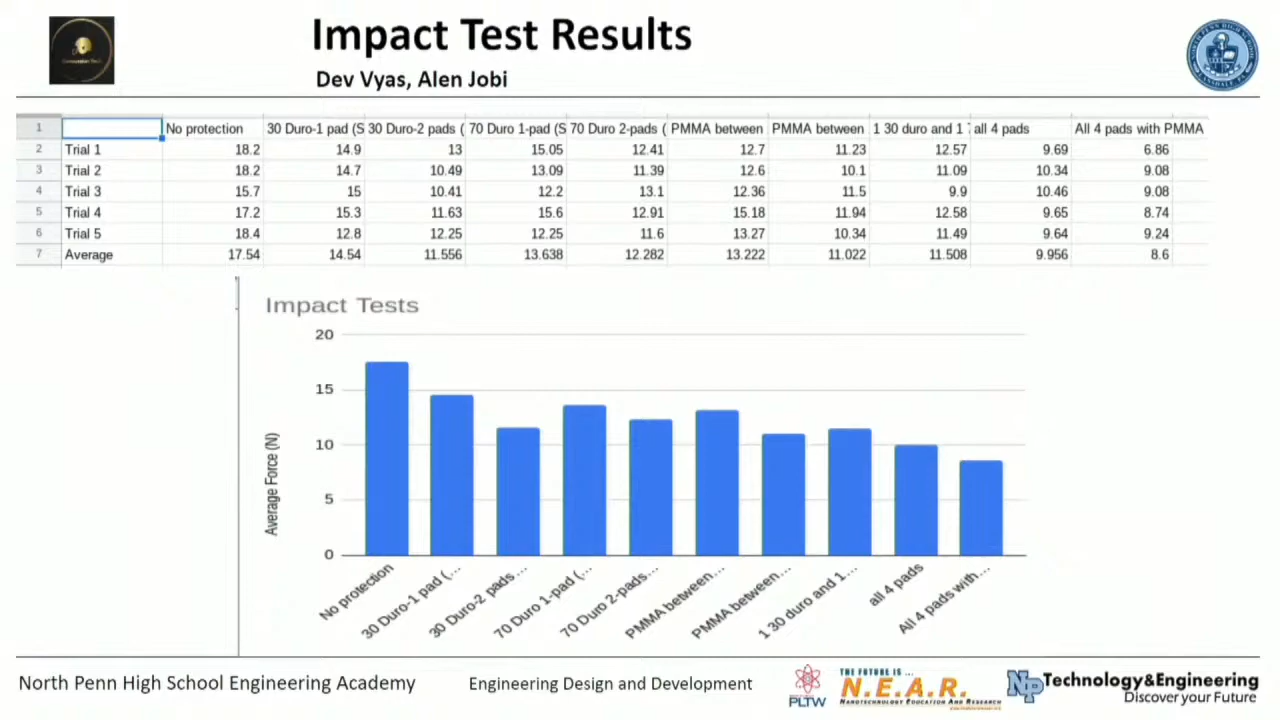 Impact Test Results
Dev Vyas, Alen Jobi
1 No protection 30 Duro-1 pad (S 30 Duro-2 pads ( 70 Duro 1-pad (S 70 Duro 2-pads ( PMMA between PMMA between 1 30 duro and 1 all 4 pads All 4 pads with PMMA
2 Trial 1 18.2 14.9 13 15.05 12.41 12.7 11.23 12.57 9.69 6.86
3 Trial 2 18.2 14.7 10.49 13.09 11.39 12.6 10.1 11.09 10.34 9.08
4 Trial 3 15.7 15 10.41 12.2 13.1 12.36 11.5 9.9 10.46 9.08
5 Trial 4 17.2 15.3 11.63 15.6 12.91 15.18 11.94 12.58 9.65 8.74
6 Trial 5 18.4 12.8 12.25 12.25 11.6 13.27 10.34 11.49 9.64 9.24
7 Average 17.54 14.54 11.556 13.638 12.282 13.222 11.022 11.508 9.956 8.6
Impact Tests
20
15
10
5
0
Average Force (N)
No protection
30 Duro-1 pad (...
30 Duro-2 pads...
70 Duro 1-pad (...
70 Duro 2-pads...
PMMA between...
PMMA between...
1 30 duro and 1...
all 4 pads
All 4 pads with...
North Penn High School Engineering Academy
Engineering Design and Development
PLTW
THE FUTURE IS ...
N.E.A.R.
NANOTECHNOLOGY EDUCATION AND RESEARCH
NP Technology&Engineering
Discover your Future